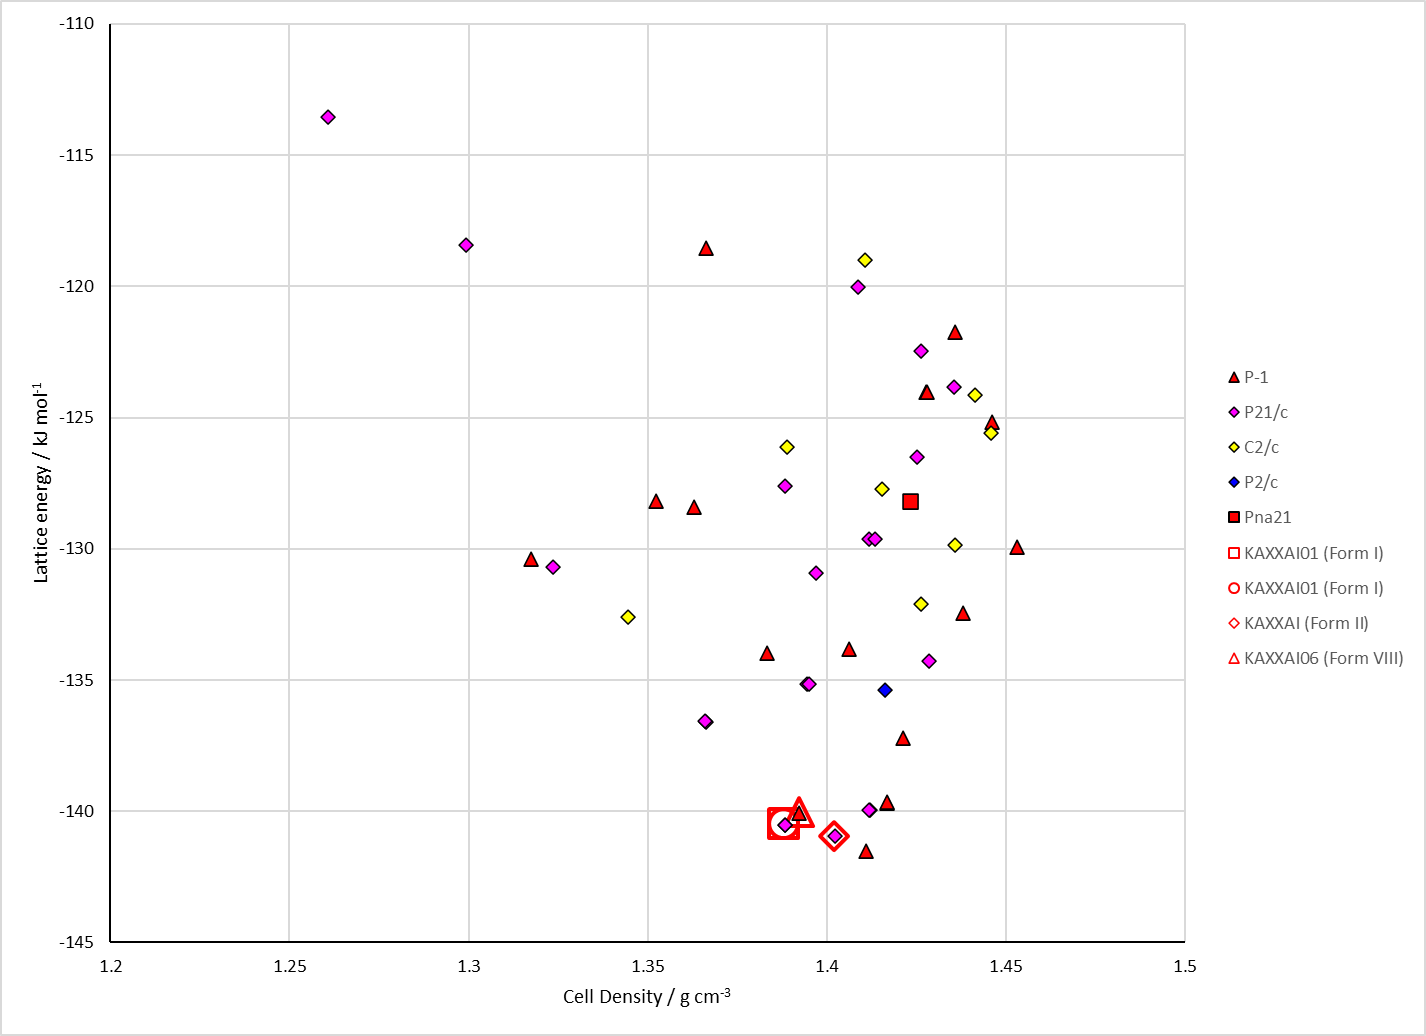 -110
-115
-120
-125
-130
-135
-140
-145
Lattice energy / kJ mol-1
1.2 1.25 1.3 1.35 1.4 1.45 1.5
Cell Density / g cm-3
P-1
P21/c
C2/c
P2/c
Pna21
KAXXAI01 (Form I)
KAXXAI01 (Form I)
KAXXAI (Form II)
KAXXAI06 (Form VIII)